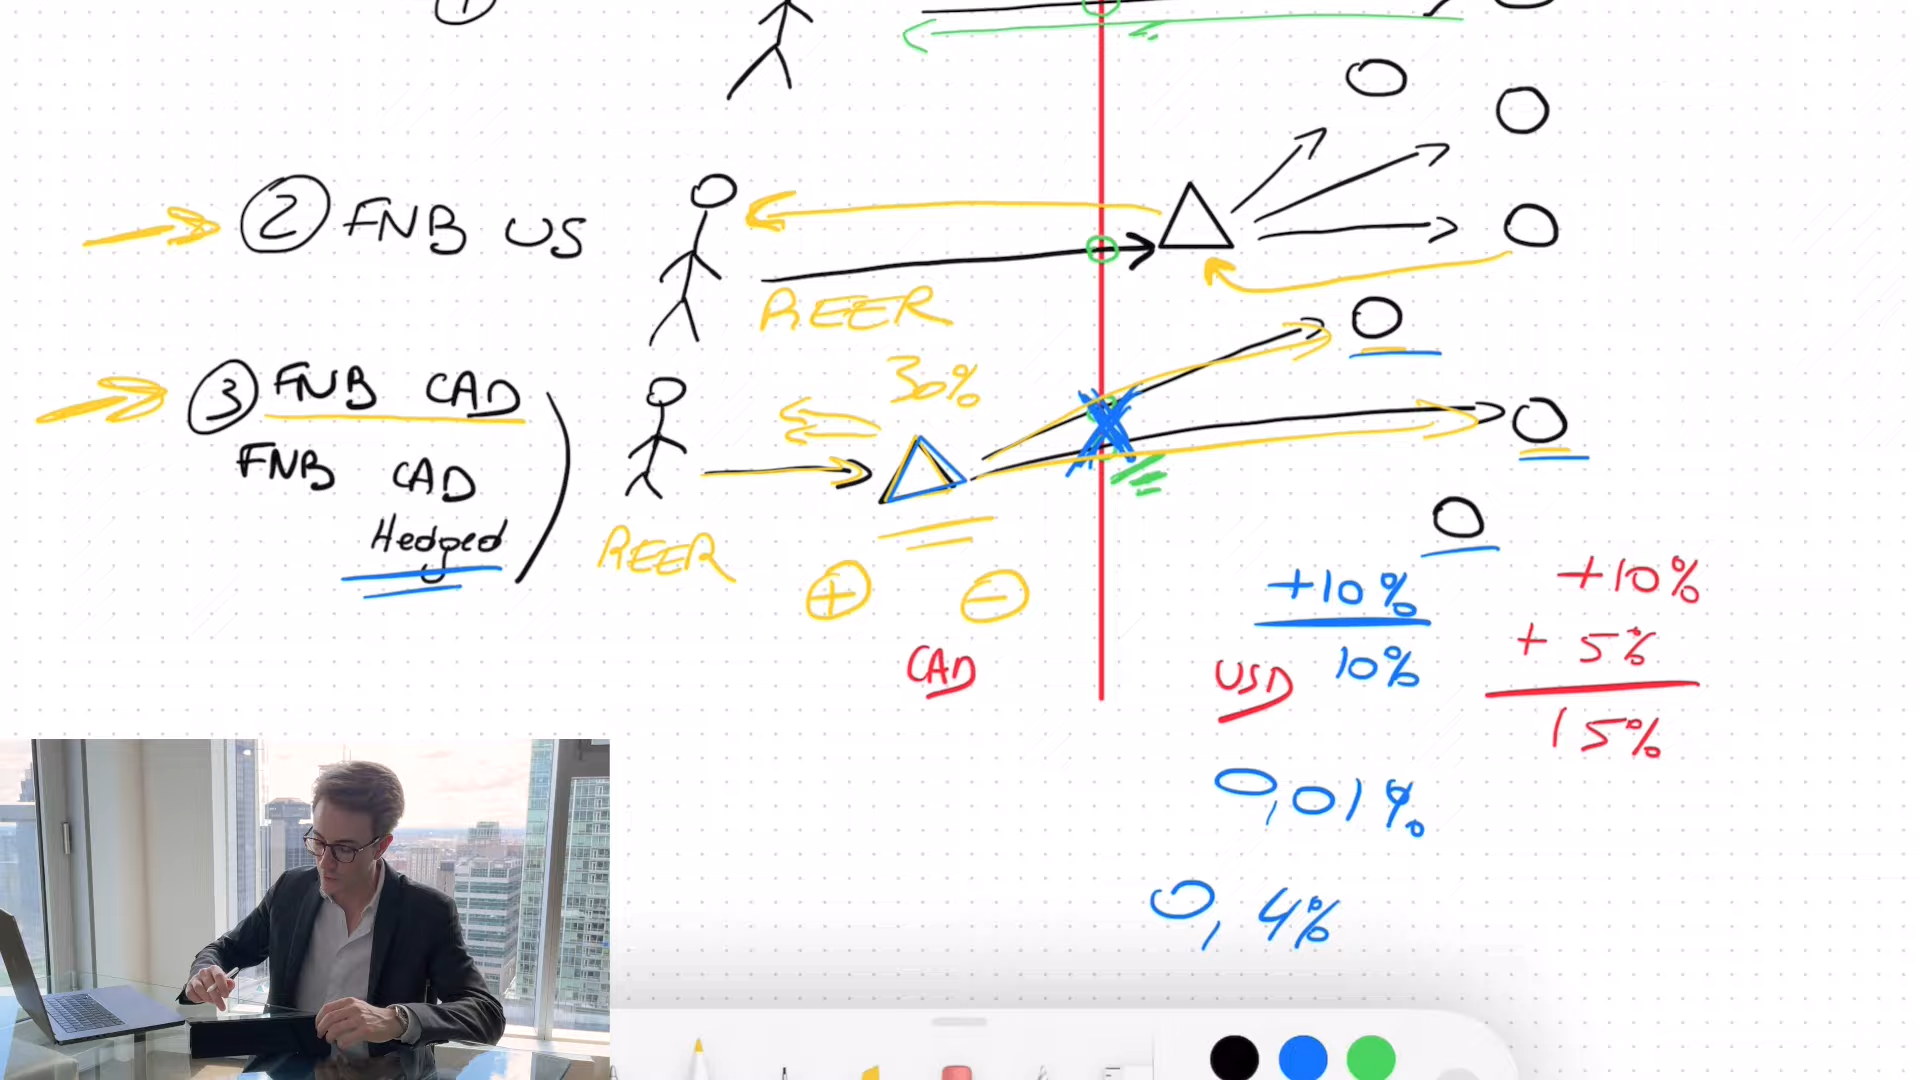 1
2 FNB US
REER
3 FNB CAD
30%
FNB CAD
Hedged
REER
+ −
CAD
USD
+10%
10%
+10%
+ 5%
15%
0,01%
0,4%